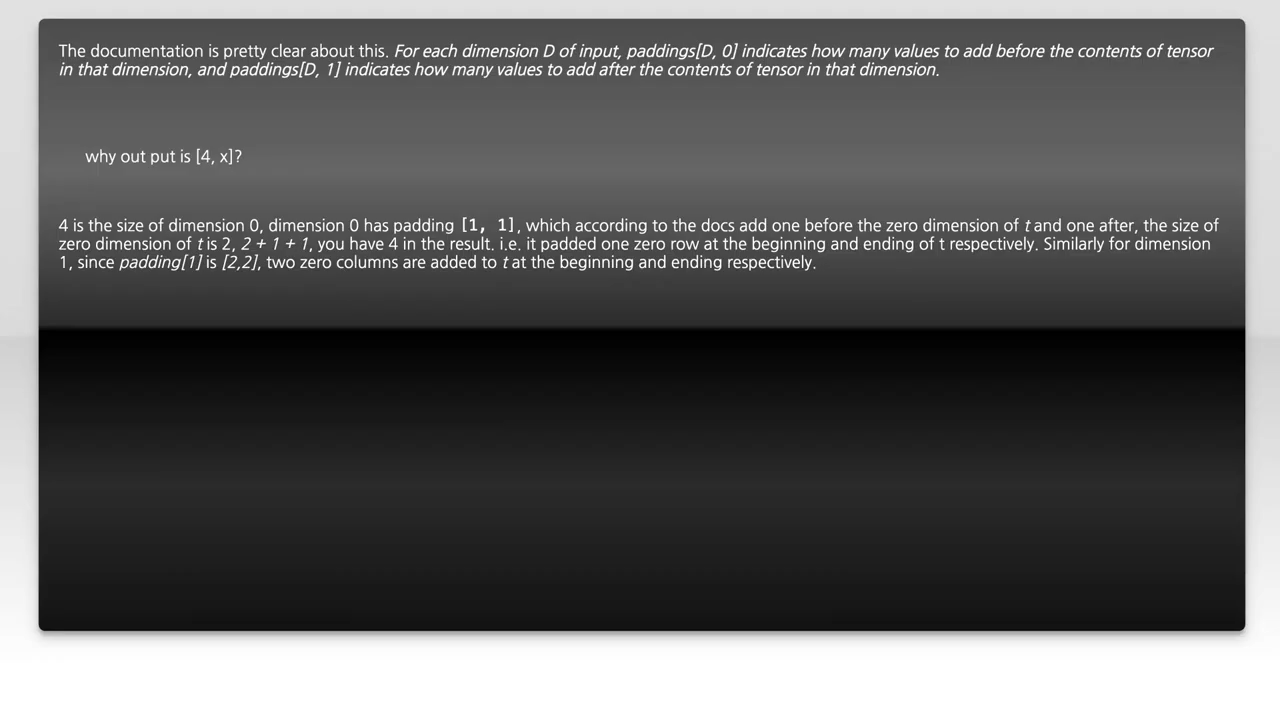 The documentation is pretty clear about this. For each dimension D of input, paddings[D, 0] indicates how many values to add before the contents of tensor
in that dimension, and paddings[D, 1] indicates how many values to add after the contents of tensor in that dimension.
why out put is [4, x]?
4 is the size of dimension 0, dimension 0 has padding [1, 1], which according to the docs add one before the zero dimension of t and one after, the size of
zero dimension of t is 2, 2 + 1 + 1, you have 4 in the result. i.e. it padded one zero row at the beginning and ending of t respectively. Similarly for dimension
1, since padding[1] is [2,2], two zero columns are added to t at the beginning and ending respectively.